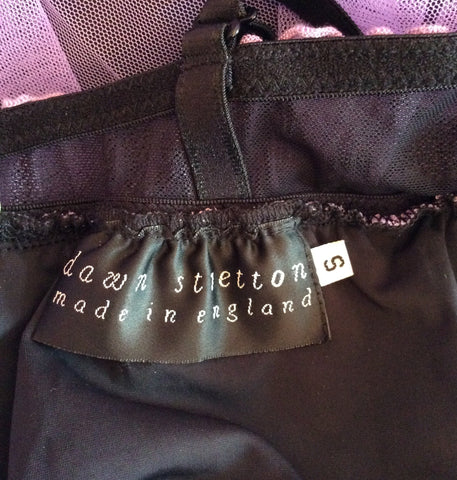 dawn stretton
made in england
S